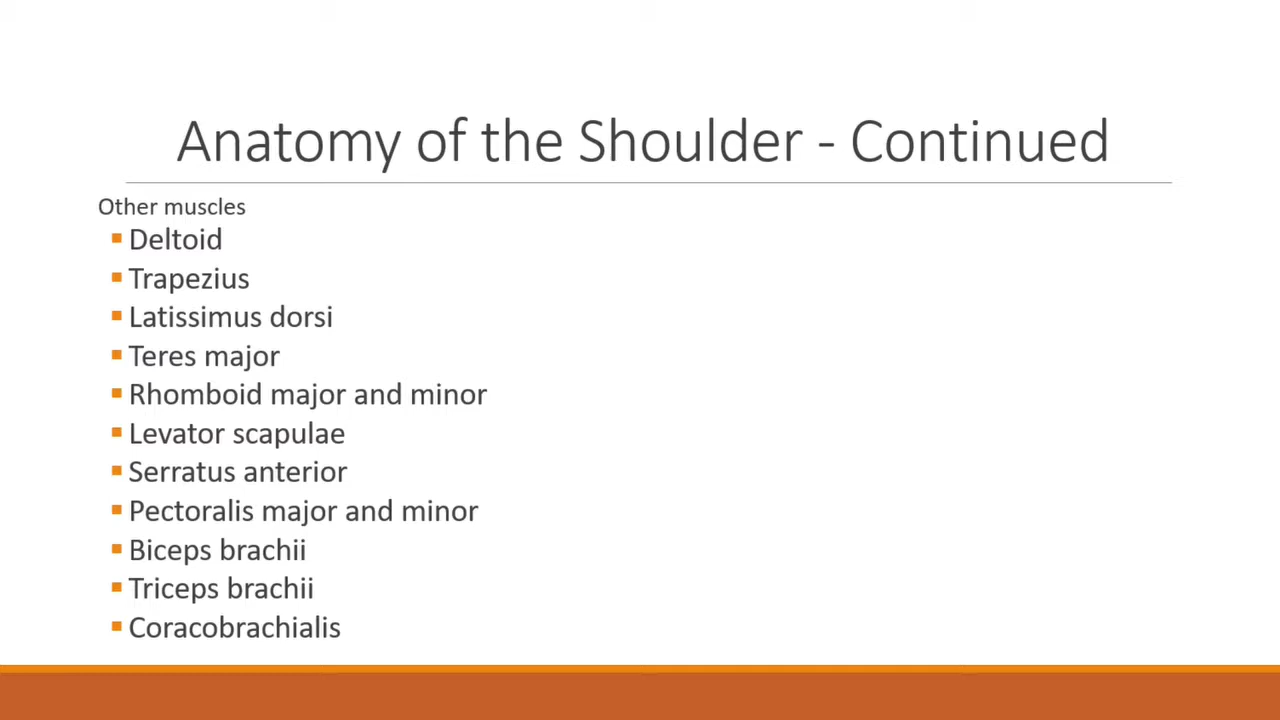 Anatomy of the Shoulder - Continued
Other muscles
Deltoid
Trapezius
Latissimus dorsi
Teres major
Rhomboid major and minor
Levator scapulae
Serratus anterior
Pectoralis major and minor
Biceps brachii
Triceps brachii
Coracobrachialis